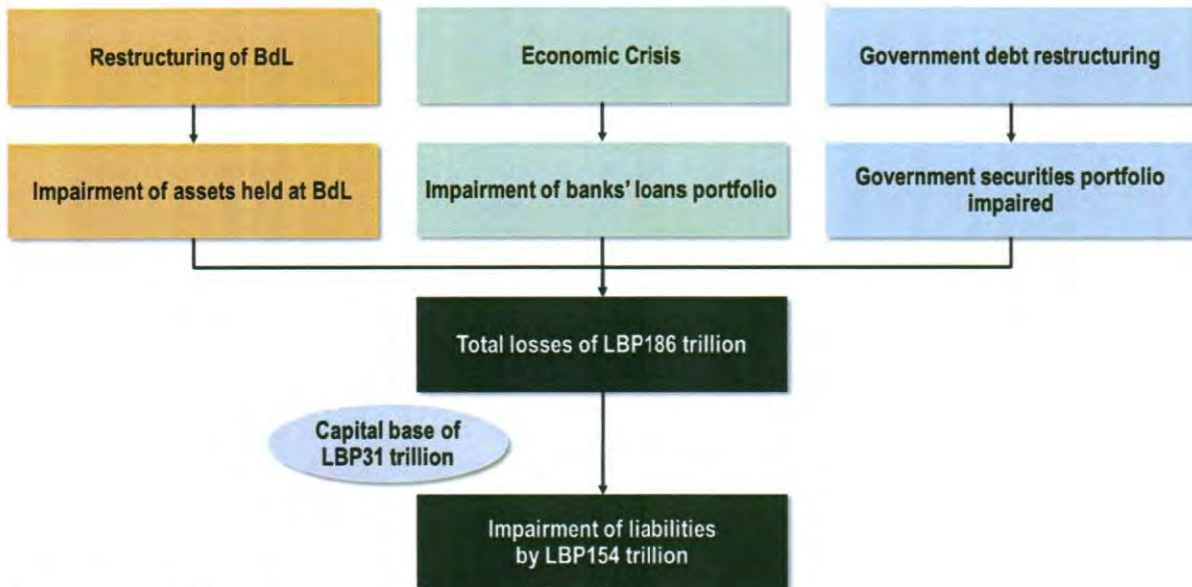 Restructuring of BdL
Economic Crisis
Government debt restructuring
Impairment of assets held at BdL
Impairment of banks' loans portfolio
Government securities portfolio
impaired
Total losses of LBP186 trillion
Capital base of
LBP31 trillion
Impairment of liabilities
by LBP154 trillion